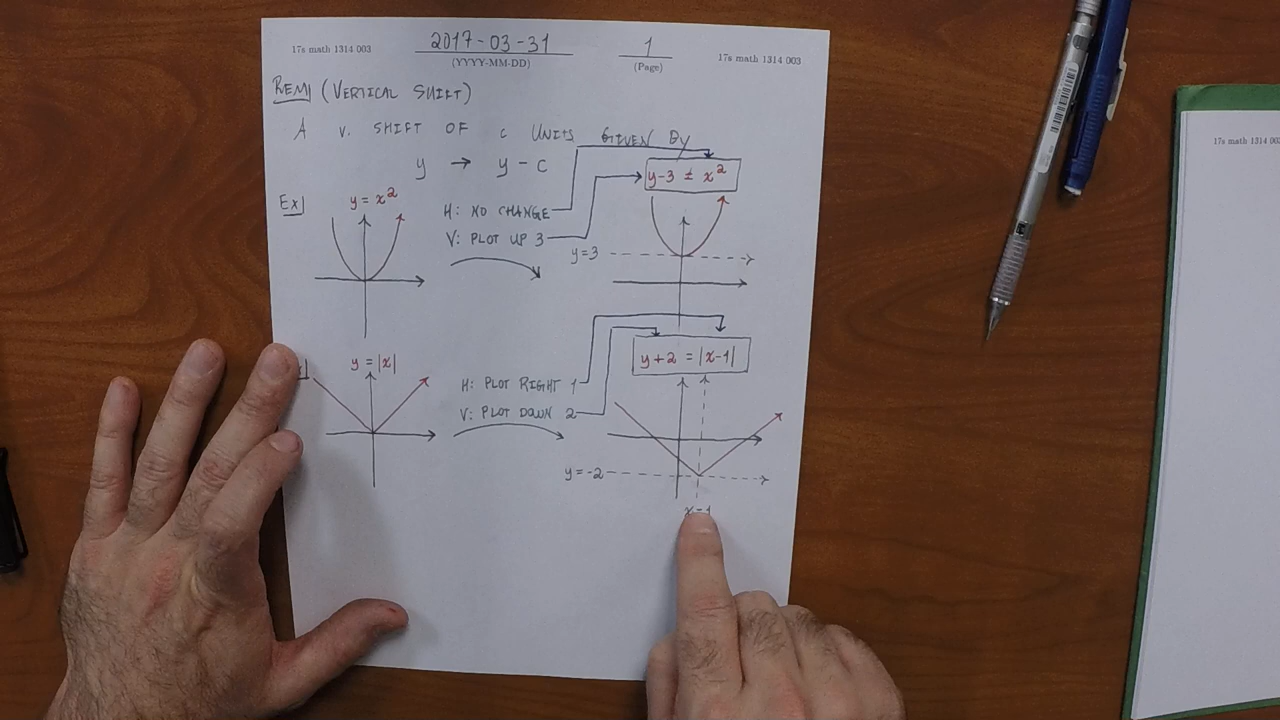 17s math 1314 003
2017-03-31
(YYYY-MM-DD)
1
(Page)
17s math 1314 003
REM (VERTICAL SHIFT)
A V. SHIFT OF c UNITS GIVEN BY
y → y - c
Ex
y = x²
H: NO CHANGE
V: PLOT UP 3
y-3 = x²
y=3
y = |x|
H: PLOT RIGHT 1
V: PLOT DOWN 2
y+2 = |x-1|
y=-2
x=1
17s math 1314 00